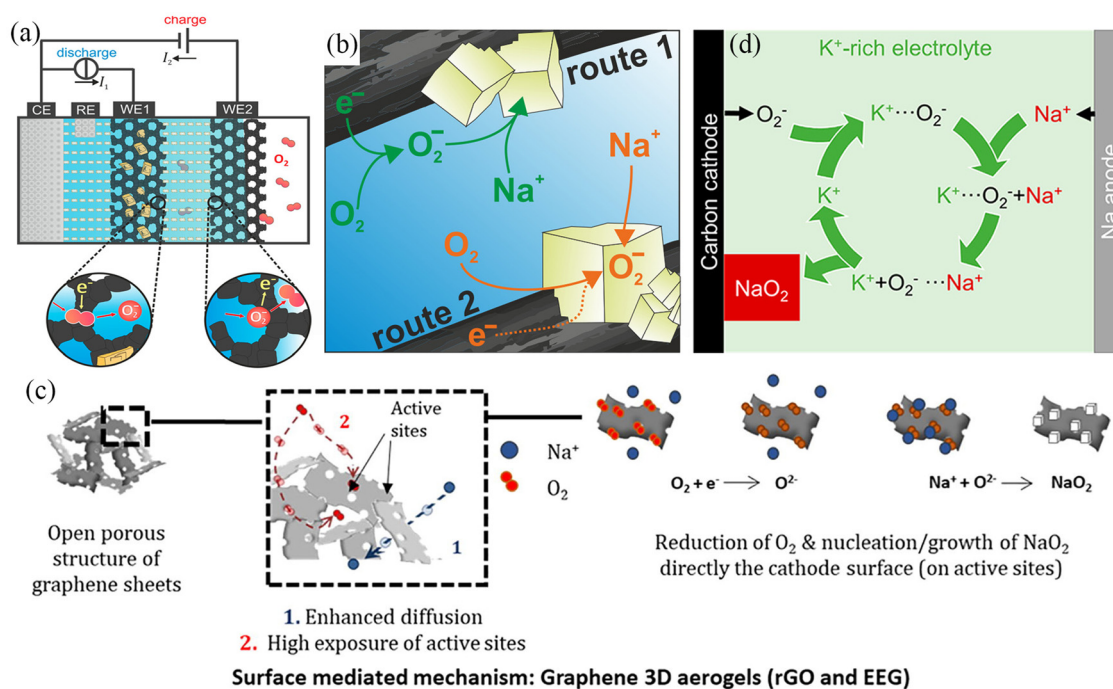 (a)
charge
discharge
I₂
I₁
CE
RE
WE1
WE2
O₂
e⁻
O₂⁻
e⁻
O₂⁻
(b)
route 1
e⁻
O₂⁻
Na⁺
O₂
Na⁺
O₂
O₂⁻
route 2
e⁻
(d)
K⁺-rich electrolyte
Carbon cathode
Na anode
O₂⁻
K⁺···O₂⁻
Na⁺
K⁺
K⁺···O₂⁻+Na⁺
NaO₂
K⁺+O₂⁻ ···Na⁺
(c)
Open porous
structure of
graphene sheets
2
Active
sites
1
Na⁺
O₂
1. Enhanced diffusion
2. High exposure of active sites
O₂ + e⁻ → O²⁻
Na⁺ + O²⁻ → NaO₂
Reduction of O₂ & nucleation/growth of NaO₂
directly the cathode surface (on active sites)
Surface mediated mechanism: Graphene 3D aerogels (rGO and EEG)